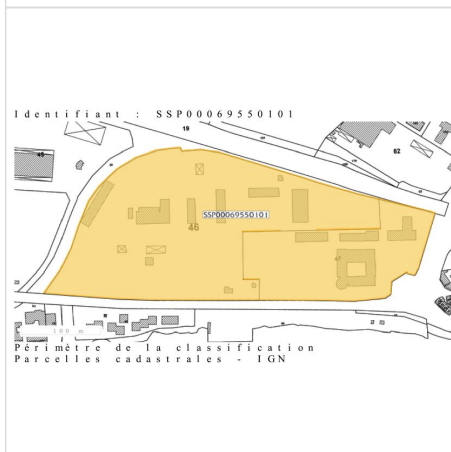 Identifiant : SSP00069550101
19
45
62
SSP00069550101
46
47
100 m
Périmètre de la classification
Parcelles cadastrales - IGN